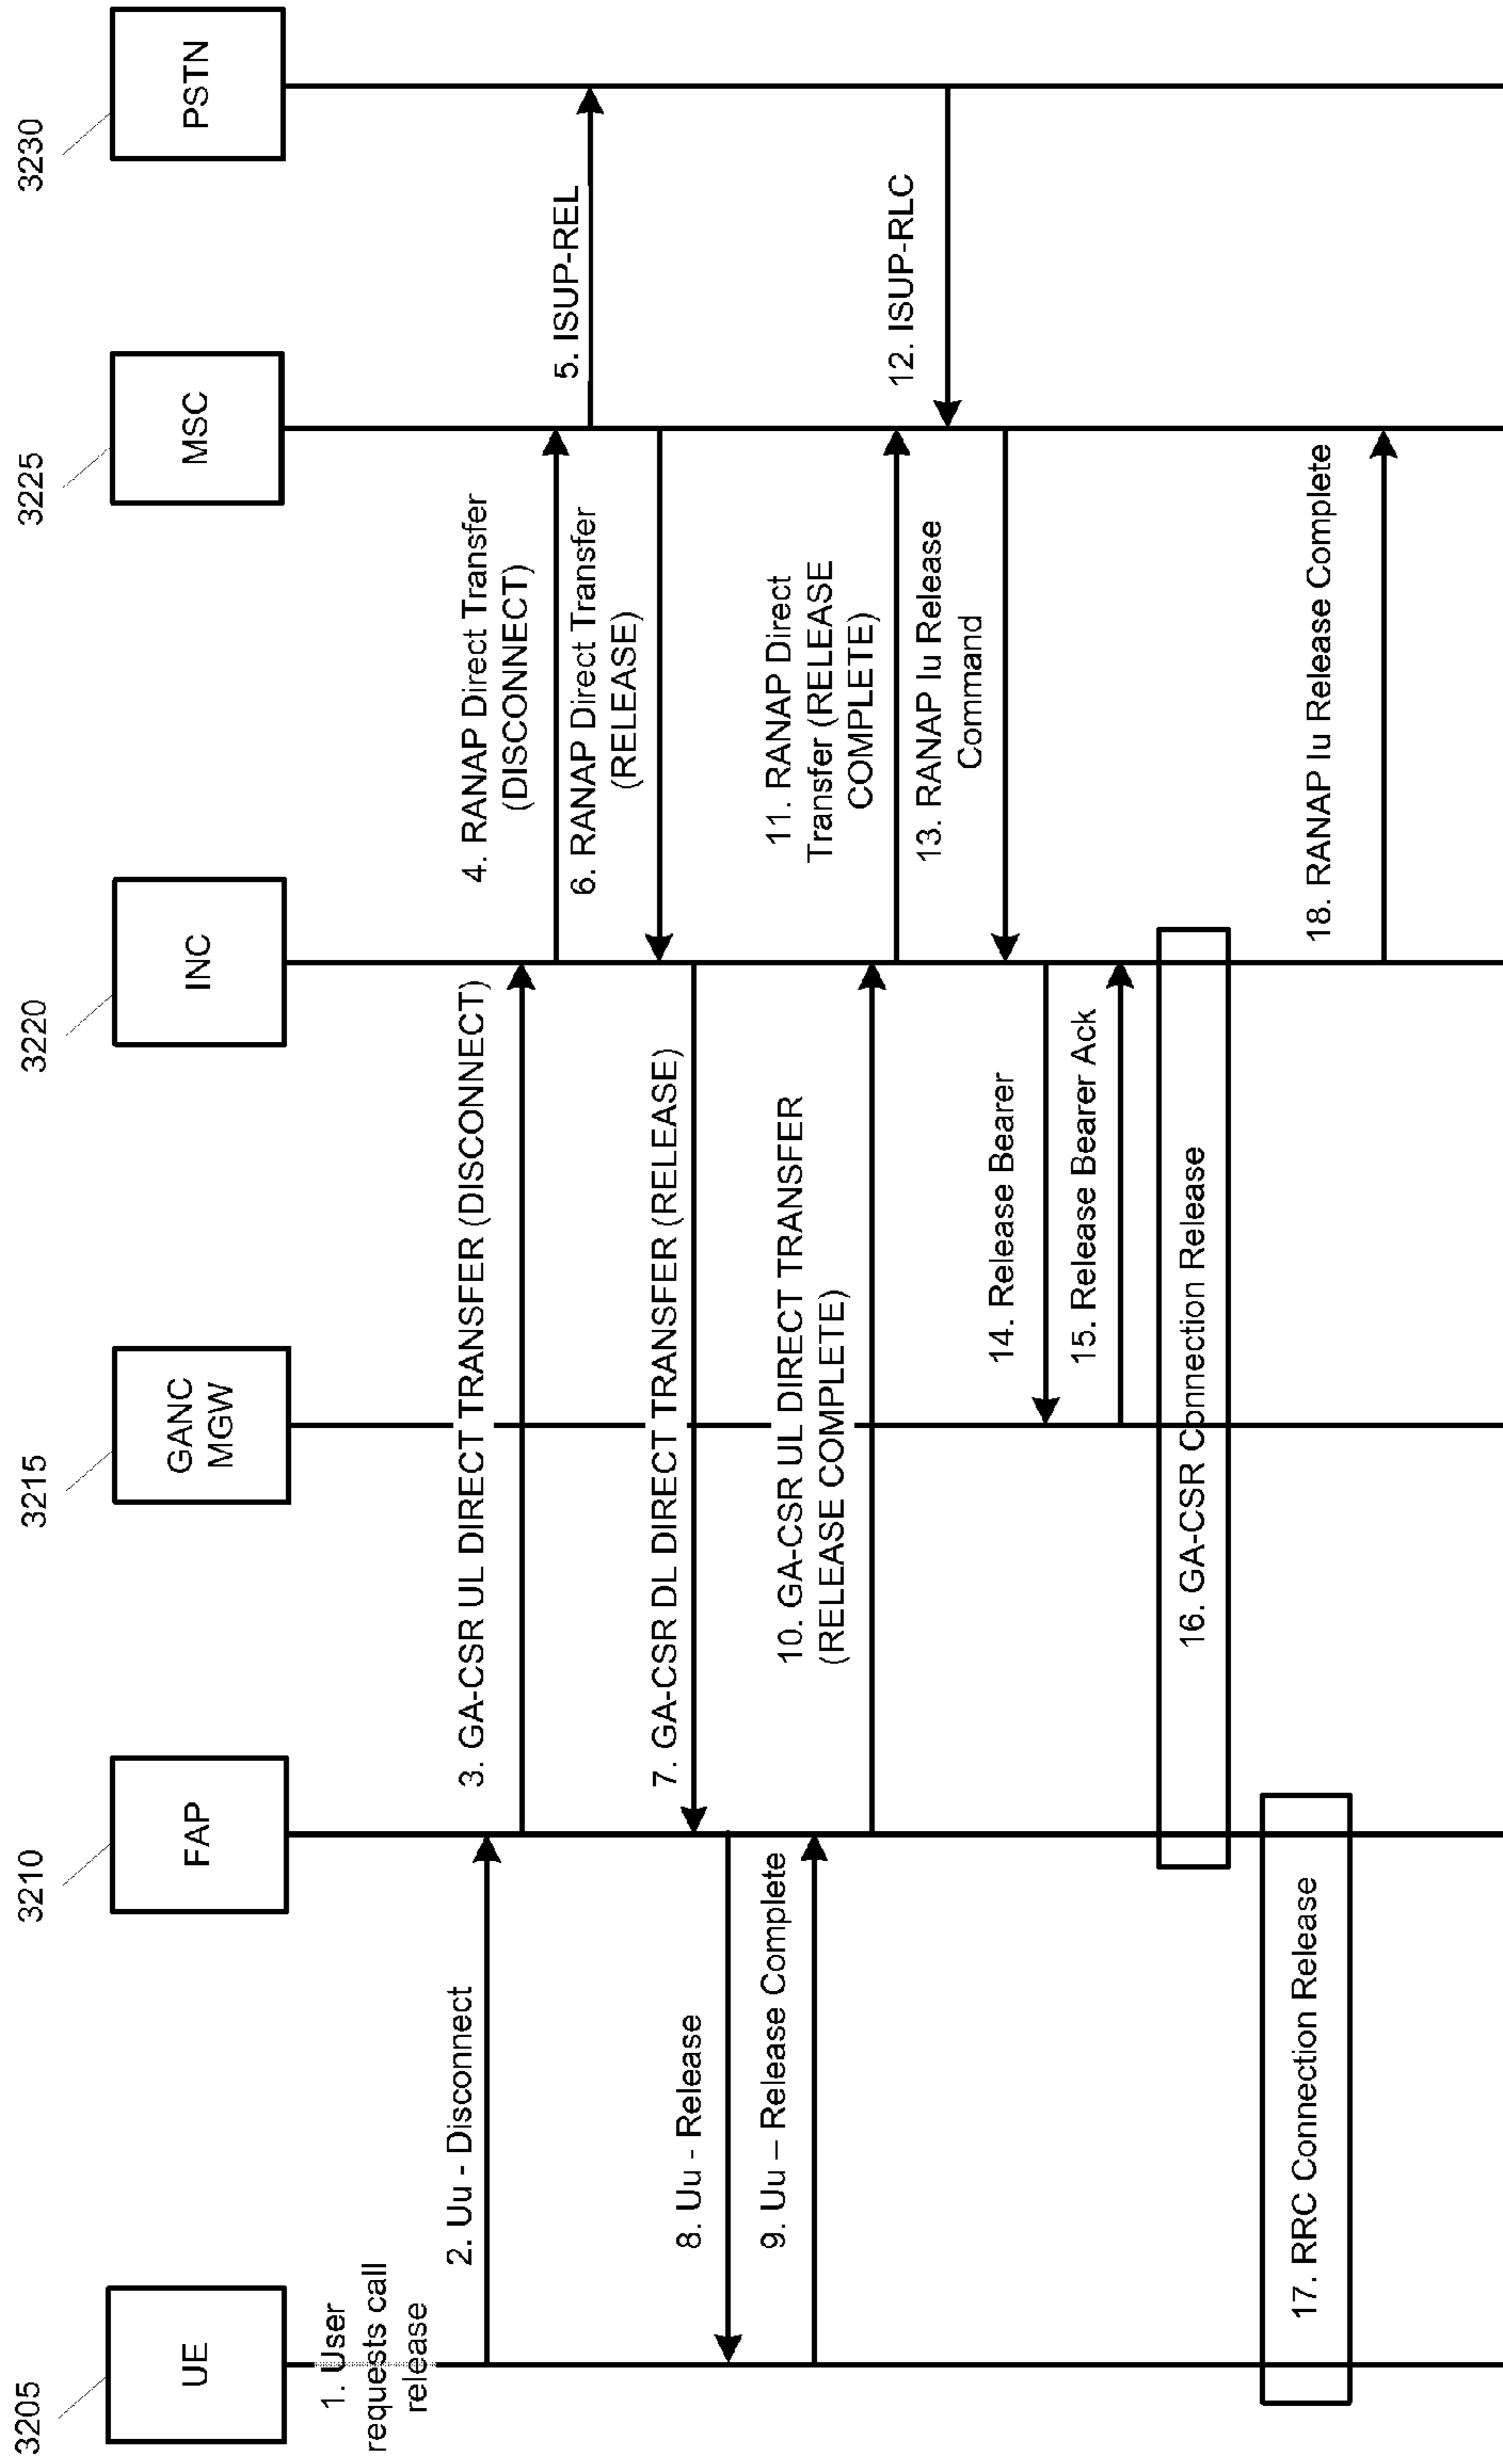 3205
3210
3215
3220
3225
3230
UE
FAP
GANC
MGW
INC
MSC
PSTN
1. User
requests call
release
2. Uu - Disconnect
3. GA-CSR UL DIRECT TRANSFER (DISCONNECT)
4. RANAP Direct Transfer
(DISCONNECT)
5. ISUP-REL
6. RANAP Direct Transfer
(RELEASE)
7. GA-CSR DL DIRECT TRANSFER (RELEASE)
8. Uu - Release
9. Uu – Release Complete
10. GA-CSR UL DIRECT TRANSFER
(RELEASE COMPLETE)
11. RANAP Direct
Transfer (RELEASE
COMPLETE)
12. ISUP-RLC
13. RANAP Iu Release
Command
14. Release Bearer
15. Release Bearer Ack
16. GA-CSR Connection Release
17. RRC Connection Release
18. RANAP Iu Release Complete